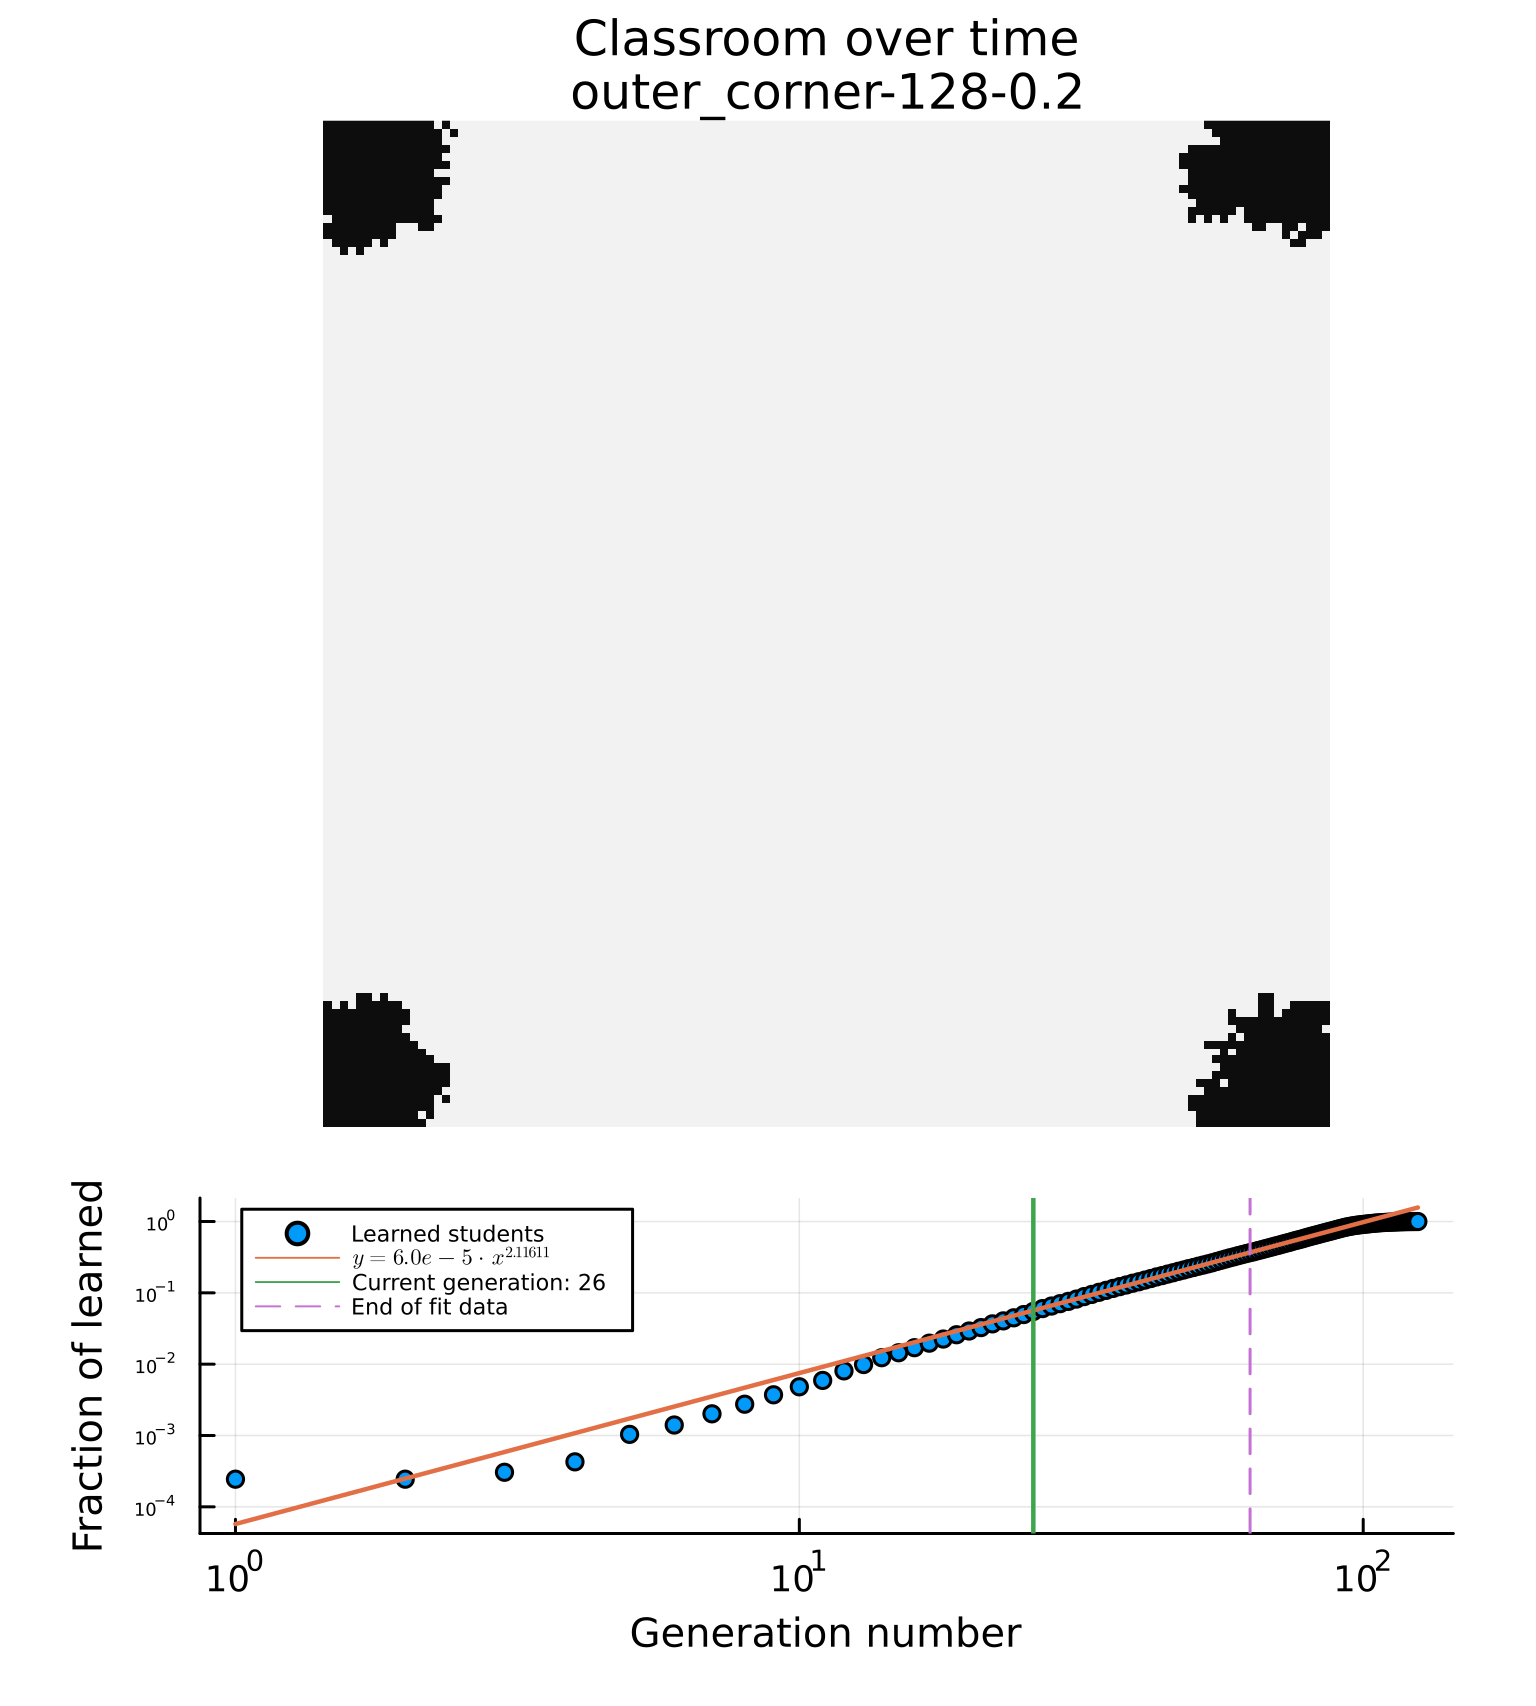 Classroom over time
outer_corner-128-0.2
Fraction of learned
10^0
10^-1
10^-2
10^-3
10^-4
Learned students
y = 6.0e − 5 · x^2.11611
Current generation: 26
End of fit data
10^0 10^1 10^2
Generation number